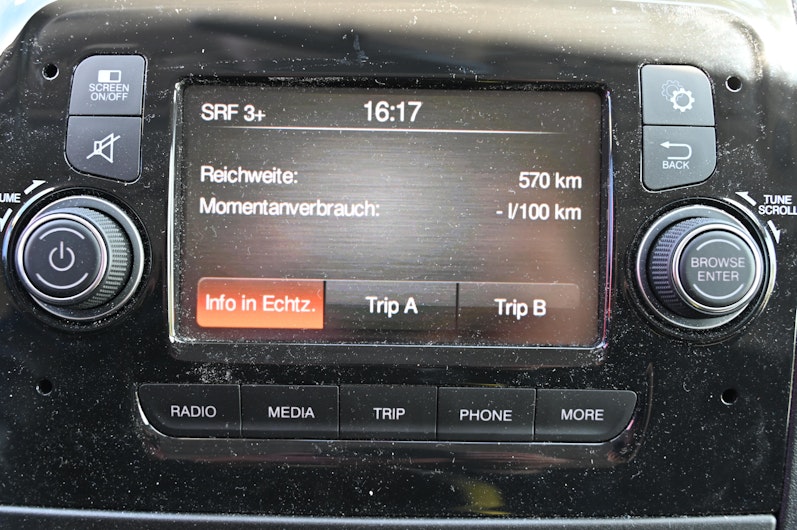 SCREEN
ON/OFF
SRF 3+ 16:17
BACK
Reichweite: 570 km
Momentanverbrauch: - l/100 km
UME
TUNE
SCROLL
BROWSE
ENTER
Info in Echtz. Trip A Trip B
RADIO MEDIA TRIP PHONE MORE